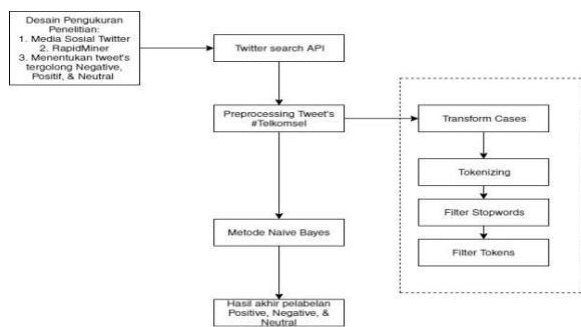 Desain Pengukuran
Penelitian:
1. Media Sosial Twitter
2. RapidMiner
3. Menentukan tweet's
tergolong Negative,
Positif, & Neutral
Twitter search API
Preprocessing Tweet's
#Telkomsel
Transform Cases
Tokenizing
Filter Stopwords
Filter Tokens
Metode Naive Bayes
Hasil akhir pelabelan
Positive, Negative, &
Neutral